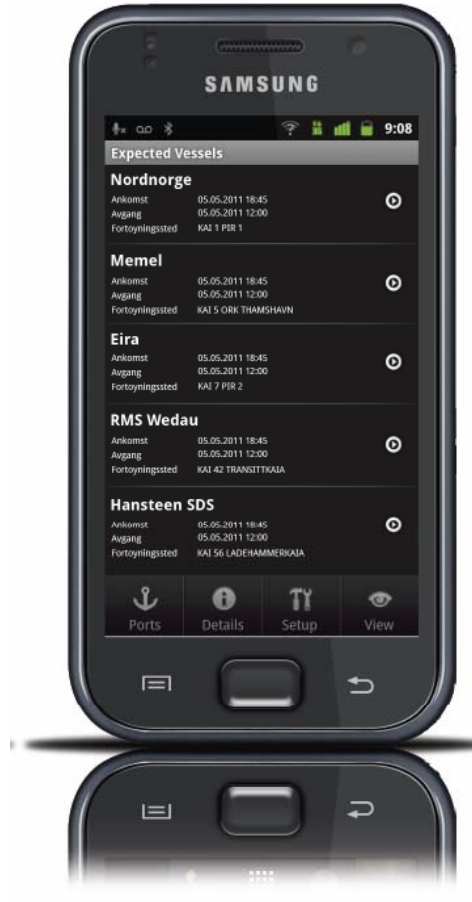 SAMSUNG
9:08
Expected Vessels
Nordnorge
Ankomst 05.05.2011 18:45
Avgang 05.05.2011 12:00
Fortoyningssted KAI 1 PIR 1
Memel
Ankomst 05.05.2011 18:45
Avgang 05.05.2011 12:00
Fortoyningssted KAI 5 ORK THAMSHAVN
Eira
Ankomst 05.05.2011 18:45
Avgang 05.05.2011 12:00
Fortoyningssted KAI 7 PIR 2
RMS Wedau
Ankomst 05.05.2011 18:45
Avgang 05.05.2011 12:00
Fortoyningssted KAI 42 TRANSITTKAIA
Hansteen SDS
Ankomst 05.05.2011 18:45
Avgang 05.05.2011 12:00
Fortoyningssted KAI 56 LADEHAMMERKAIA
Ports Details Setup View